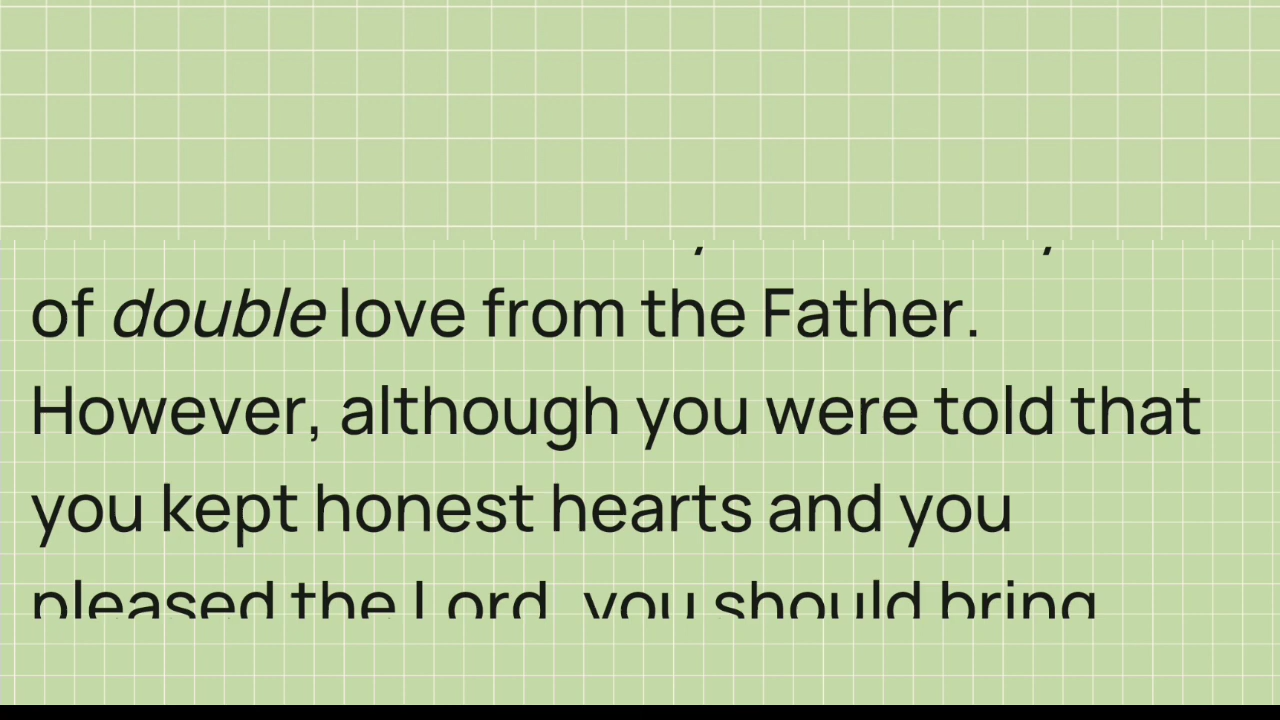 of double love from the Father.
However, although you were told that
you kept honest hearts and you
pleased the Lord, you should bring